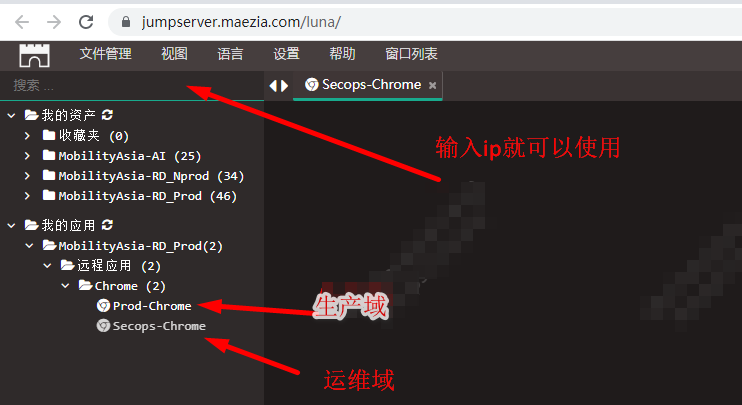 jumpserver.maezia.com/luna/
文件管理 视图 语言 设置 帮助 窗口列表
搜索 ...
Secops-Chrome
我的资产
收藏夹 (0)
输入ip就可以使用
MobilityAsia-AI (25)
MobilityAsia-RD_Nprod (34)
MobilityAsia-RD_Prod (46)
我的应用
MobilityAsia-RD_Prod(2)
远程应用 (2)
Chrome (2)
Prod-Chrome
生产域
Secops-Chrome
运维域